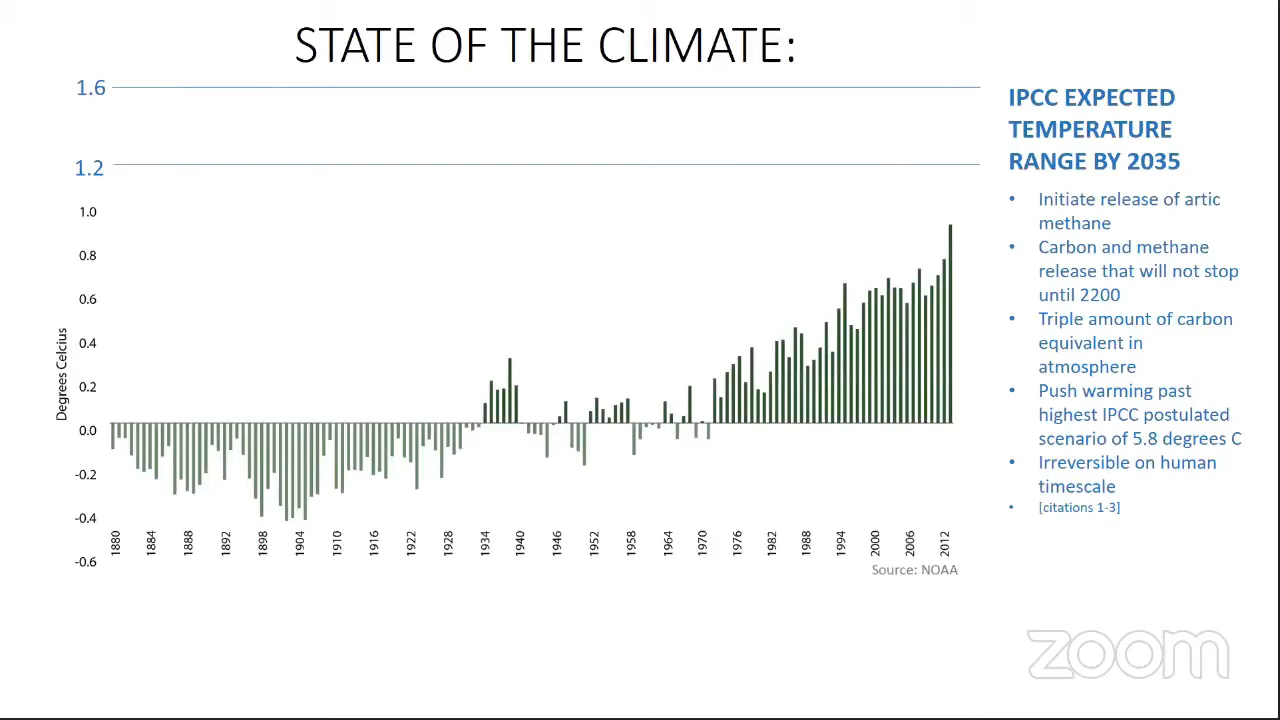 STATE OF THE CLIMATE:
1.6
1.2
1.0
0.8
0.6
0.4
0.2
0.0
-0.2
-0.4
-0.6
Degrees Celcius
1880 1884 1888 1892 1898 1904 1910 1916 1922 1928 1934 1940 1946 1952 1958 1964 1970 1976 1982 1988 1994 2000 2006 2012
Source: NOAA
IPCC EXPECTED
TEMPERATURE
RANGE BY 2035
• Initiate release of artic
methane
• Carbon and methane
release that will not stop
until 2200
• Triple amount of carbon
equivalent in
atmosphere
• Push warming past
highest IPCC postulated
scenario of 5.8 degrees C
• Irreversible on human
timescale
• [citations 1-3]
zoom